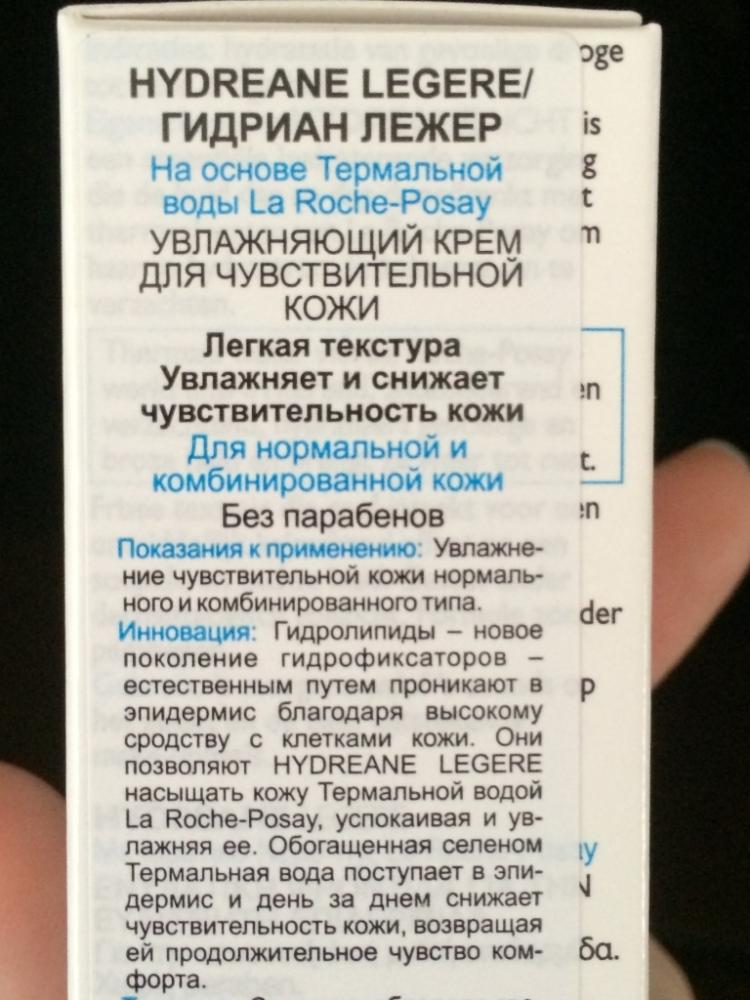 HYDREANE LEGERE/
ГИДРИАН ЛЕЖЕР
На основе Термальной
воды La Roche-Posay
УВЛАЖНЯЮЩИЙ КРЕМ
ДЛЯ ЧУВСТВИТЕЛЬНОЙ
КОЖИ
Легкая текстура
Увлажняет и снижает
чувствительность кожи
Для нормальной и
комбинированной кожи
Без парабенов
Показания к применению: Увлажне-
ние чувствительной кожи нормаль-
ного и комбинированного типа.
Инновация: Гидролипиды – новое
поколение гидрофиксаторов –
естественным путем проникают в
эпидермис благодаря высокому
сродству с клетками кожи. Они
позволяют HYDREANE LEGERE
насыщать кожу Термальной водой
La Roche-Posay, успокаивая и ув-
лажняя ее. Обогащенная селеном
Термальная вода поступает в эпи-
дермис и день за днем снижает
чувствительность кожи, возвращая
ей продолжительное чувство ком-
форта.